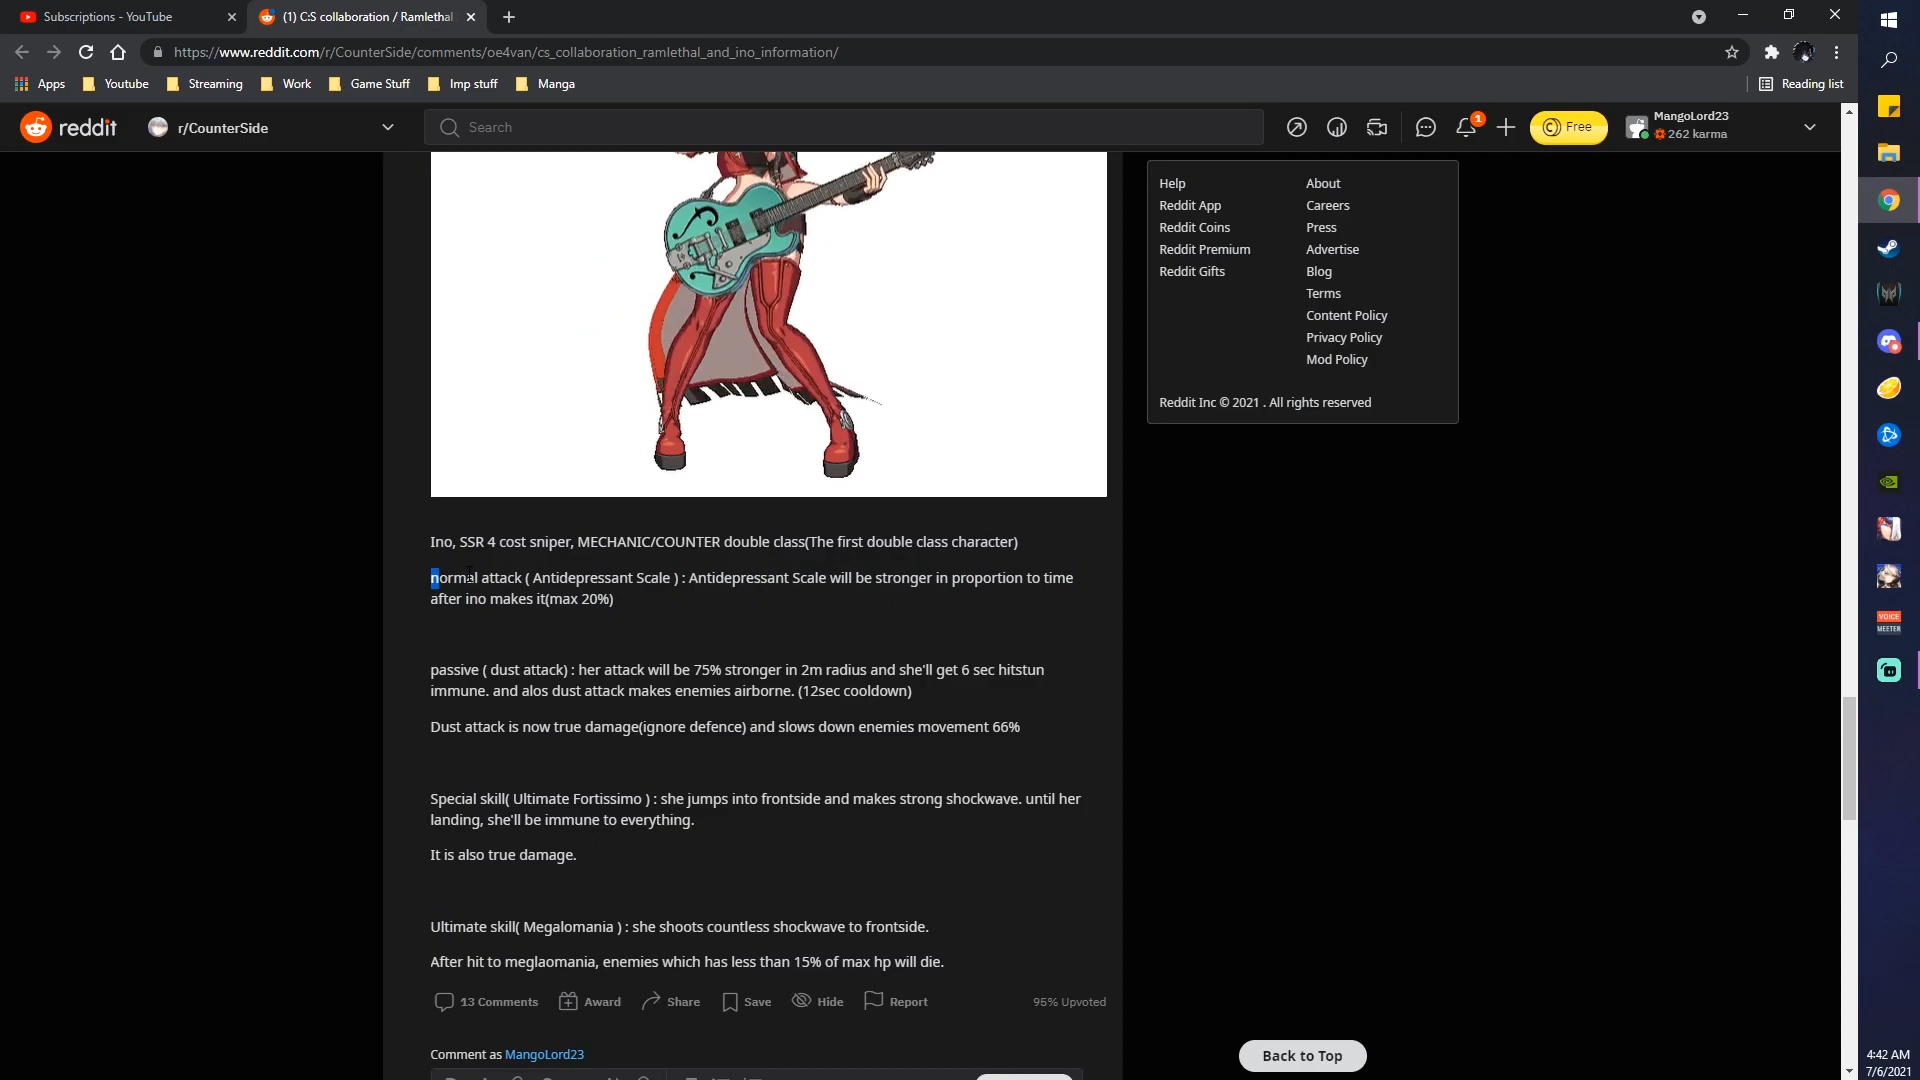 Subscriptions - YouTube
(1) C:S collaboration / Ramlethal
https://www.reddit.com/r/CounterSide/comments/oe4van/cs_collaboration_ramlethal_and_ino_information/
Apps Youtube Streaming Work Game Stuff Imp stuff Manga Reading list
reddit r/CounterSide Search 1 Free MangoLord23
262 karma
Help About
Reddit App Careers
Reddit Coins Press
Reddit Premium Advertise
Reddit Gifts Blog
Terms
Content Policy
Privacy Policy
Mod Policy
Reddit Inc © 2021 . All rights reserved
Ino, SSR 4 cost sniper, MECHANIC/COUNTER double class(The first double class character)
normal attack ( Antidepressant Scale ) : Antidepressant Scale will be stronger in proportion to time
after ino makes it(max 20%)
passive ( dust attack) : her attack will be 75% stronger in 2m radius and she'll get 6 sec hitstun
immune. and alos dust attack makes enemies airborne. (12sec cooldown)
Dust attack is now true damage(ignore defence) and slows down enemies movement 66%
Special skill( Ultimate Fortissimo ) : she jumps into frontside and makes strong shockwave. until her
landing, she'll be immune to everything.
It is also true damage.
Ultimate skill( Megalomania ) : she shoots countless shockwave to frontside.
After hit to meglaomania, enemies which has less than 15% of max hp will die.
13 Comments Award Share Save Hide Report 95% Upvoted
Comment as MangoLord23
Back to Top
VOICE
MEETER
4:42 AM
7/6/2021